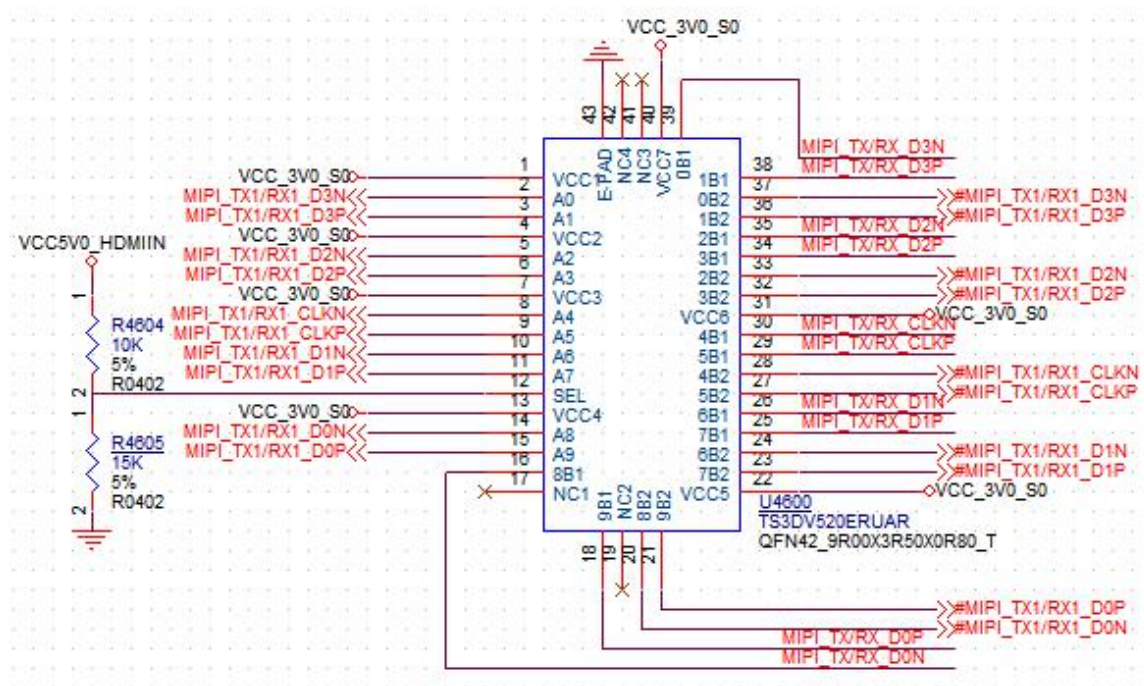 VCC_3V0_S0
43
42
41
40
39
E-PAD
NC4
NC3
VCC7
0B1
1
VCC_3V0_S0
VCC1
2
MIPI_TX1/RX1_D3N
A0
3
MIPI_TX1/RX1_D3P
A1
4
VCC_3V0_S0
VCC2
5
MIPI_TX1/RX1_D2N
A2
6
MIPI_TX1/RX1_D2P
A3
7
VCC_3V0_S0
VCC3
8
MIPI_TX1/RX1_CLKN
A4
9
MIPI_TX1/RX1_CLKP
A5
10
MIPI_TX1/RX1_D1N
A6
11
MIPI_TX1/RX1_D1P
A7
12
SEL
13
VCC_3V0_S0
VCC4
14
MIPI_TX1/RX1_D0N
A8
15
MIPI_TX1/RX1_D0P
A9
16
8B1
17
NC1
VCC5V0_HDMIIN
1
R4604
10K
5%
R0402
2
1
R4605
15K
5%
R0402
2
MIPI_TX/RX_D3N
38
MIPI_TX/RX_D3P
1B1
37
#MIPI_TX1/RX1_D3N
0B2
36
#MIPI_TX1/RX1_D3P
1B2
35
MIPI_TX/RX_D2N
2B1
34
MIPI_TX/RX_D2P
3B1
33
#MIPI_TX1/RX1_D2N
2B2
32
#MIPI_TX1/RX1_D2P
3B2
31
VCC_3V0_S0
VCC6
30
MIPI_TX/RX_CLKN
4B1
29
MIPI_TX/RX_CLKP
5B1
28
#MIPI_TX1/RX1_CLKN
4B2
27
#MIPI_TX1/RX1_CLKP
5B2
26
MIPI_TX/RX_D1N
6B1
25
MIPI_TX/RX_D1P
7B1
24
#MIPI_TX1/RX1_D1N
6B2
23
#MIPI_TX1/RX1_D1P
7B2
22
VCC_3V0_S0
VCC5
U4600
TS3DV520ERUAR
QFN42_9R00X3R50X0R80_T
9B1
NC2
8B2
9B2
18
19
20
21
#MIPI_TX1/RX1_D0P
#MIPI_TX1/RX1_D0N
MIPI_TX/RX_D0P
MIPI_TX/RX_D0N